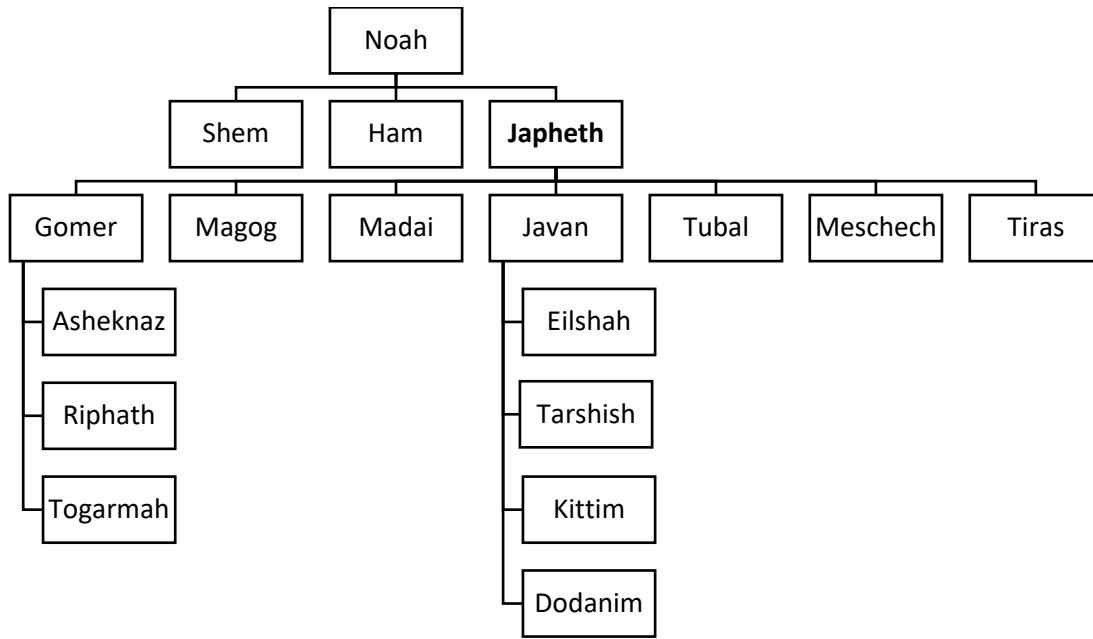 Noah
Shem Ham Japheth
Gomer Magog Madai Javan Tubal Meschech Tiras
Asheknaz Eilshah
Riphath Tarshish
Togarmah Kittim
Dodanim